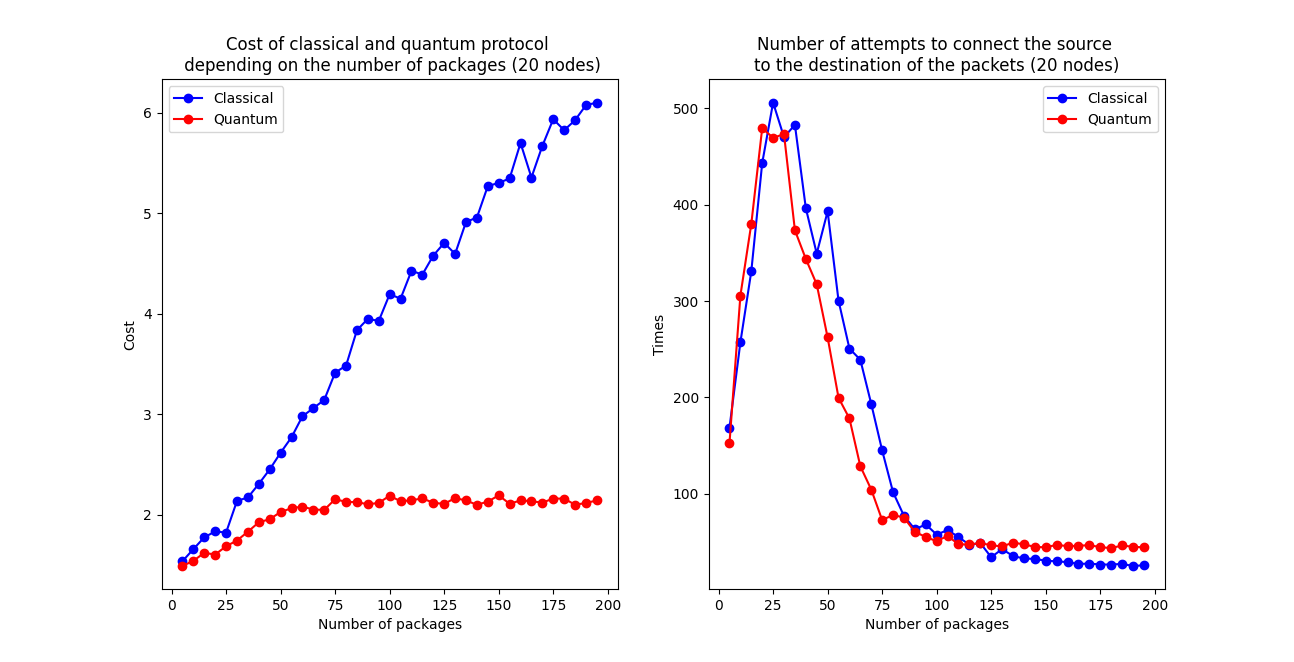 Cost of classical and quantum protocol
depending on the number of packages (20 nodes)
Classical
Quantum
6
5
4
3
2
Cost
0
25
50
75
100
125
150
175
200
Number of packages
Number of attempts to connect the source
to the destination of the packets (20 nodes)
Classical
Quantum
500
400
300
200
100
Times
0
25
50
75
100
125
150
175
200
Number of packages